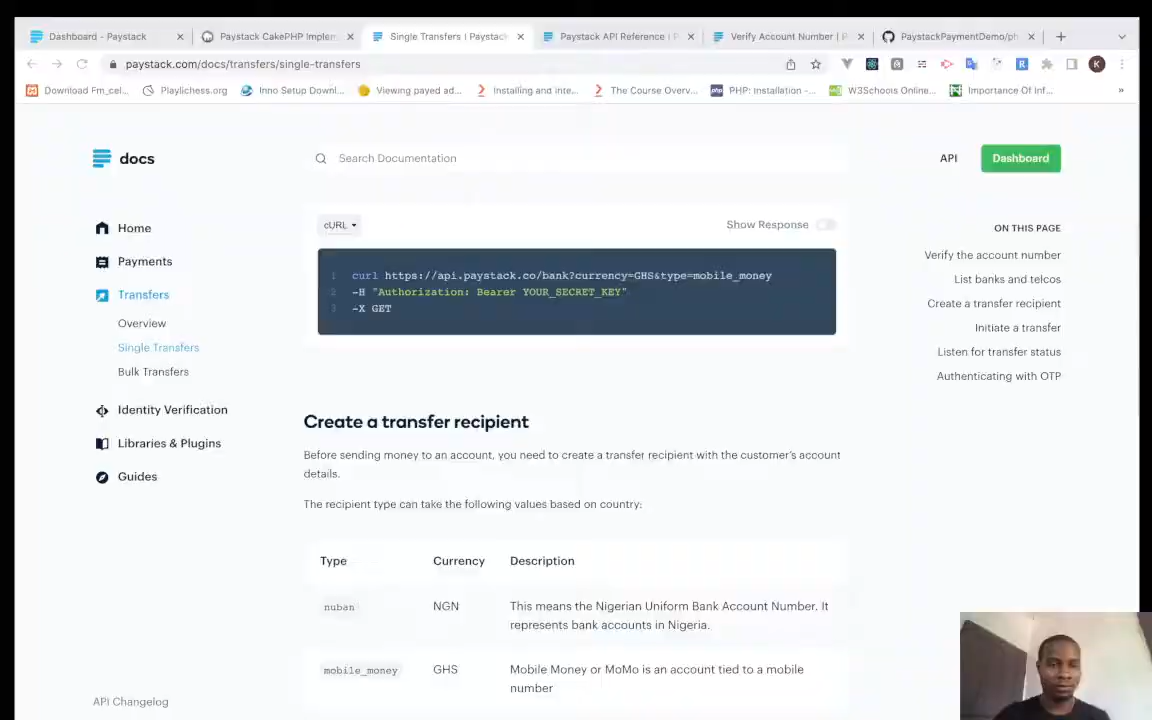 Dashboard - Paystack
Paystack CakePHP Implem
Single Transfers | Paystac
Paystack API Reference | P
Verify Account Number | P
PaystackPaymentDemo/ph
paystack.com/docs/transfers/single-transfers
K
Download Fm_cel...
Playlichess.org
Inno Setup Downl...
Viewing payed ad...
Installing and inte...
The Course Overv...
PHP: Installation -...
W3Schools Online...
Importance Of Inf...
»
docs
Search Documentation
API
Dashboard
Home
Payments
Transfers
Overview
Single Transfers
Bulk Transfers
Identity Verification
Libraries & Plugins
Guides
API Changelog
cURL
Show Response
1 curl https://api.paystack.co/bank?currency=GHS&type=mobile_money
2 -H "Authorization: Bearer YOUR_SECRET_KEY"
3 -X GET
Create a transfer recipient
Before sending money to an account, you need to create a transfer recipient with the customer's account
details.
The recipient type can take the following values based on country:
Type Currency Description
nuban NGN This means the Nigerian Uniform Bank Account Number. It
represents bank accounts in Nigeria.
mobile_money GHS Mobile Money or MoMo is an account tied to a mobile
number
ON THIS PAGE
Verify the account number
List banks and telcos
Create a transfer recipient
Initiate a transfer
Listen for transfer status
Authenticating with OTP